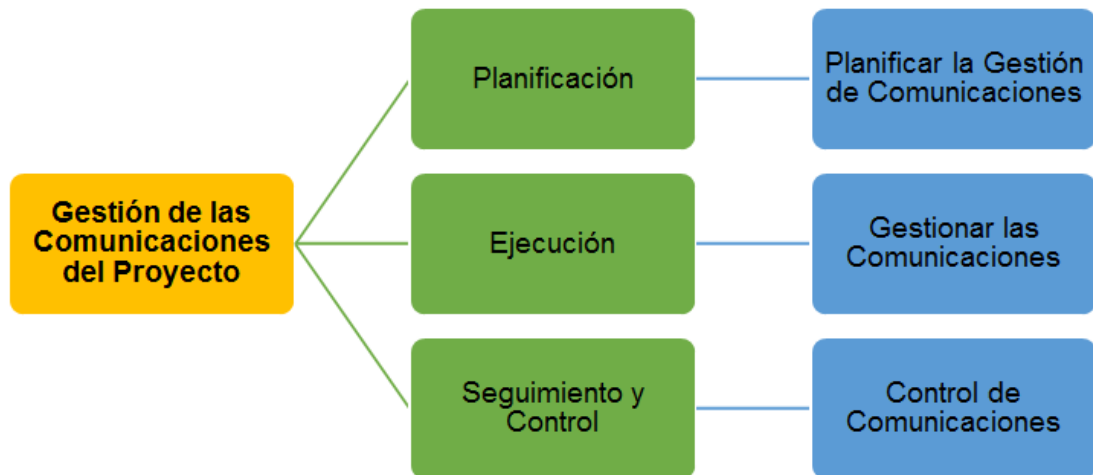 Gestión de las
Comunicaciones
del Proyecto
Planificación
Planificar la Gestión
de Comunicaciones
Ejecución
Gestionar las
Comunicaciones
Seguimiento y
Control
Control de
Comunicaciones